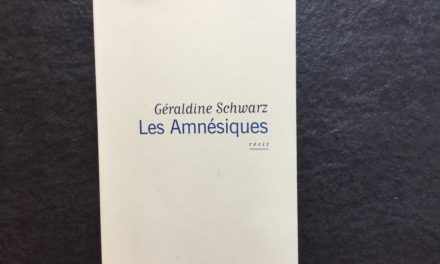 Géraldine Schwarz
Les Amnésiques
récit